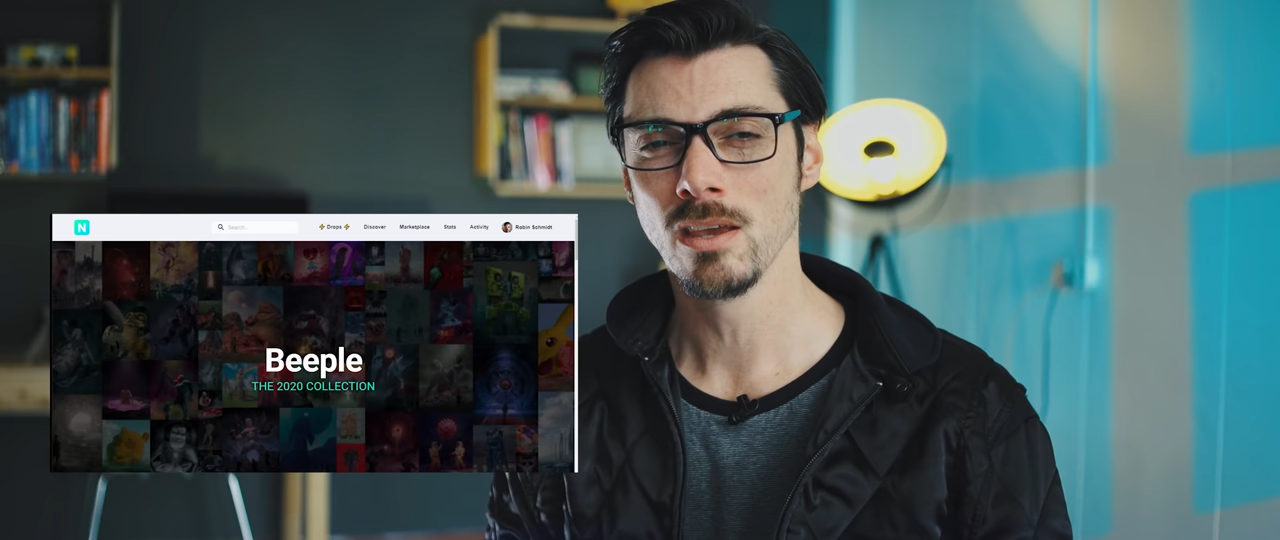 N
Search...
⚡ Drops ⚡ Discover Marketplace Stats Activity Robin Schmidt
Beeple
THE 2020 COLLECTION